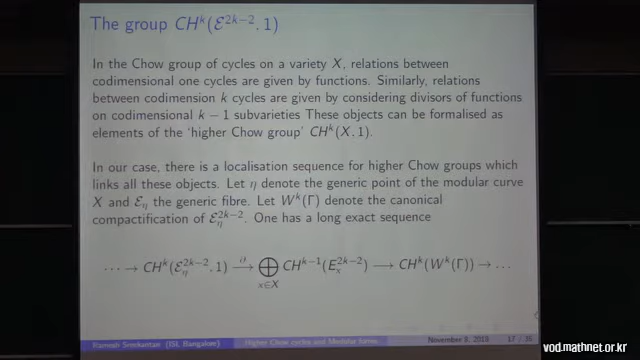 The group CH^k(ℰ^{2k−2}, 1)
In the Chow group of cycles on a variety X, relations between
codimensional one cycles are given by functions. Similarly, relations
between codimension k cycles are given by considering divisors of functions
on codimensional k − 1 subvarieties These objects can be formalised as
elements of the 'higher Chow group' CH^k(X, 1).
In our case, there is a localisation sequence for higher Chow groups which
links all these objects. Let η denote the generic point of the modular curve
X and ℰ_η the generic fibre. Let W^k(Γ) denote the canonical
compactification of ℰ_η^{2k−2}. One has a long exact sequence
⋯ → CH^k(ℰ_η^{2k−2}, 1) ⟶^∂ ⨁_{x∈X} CH^{k−1}(E_x^{2k−2}) ⟶ CH^k(W^k(Γ)) → ⋯
Ramesh Sreekantan (ISI, Bangalore) Higher Chow cycles and Modular forms November 9, 2018 17 /
vod.mathnet.or.kr